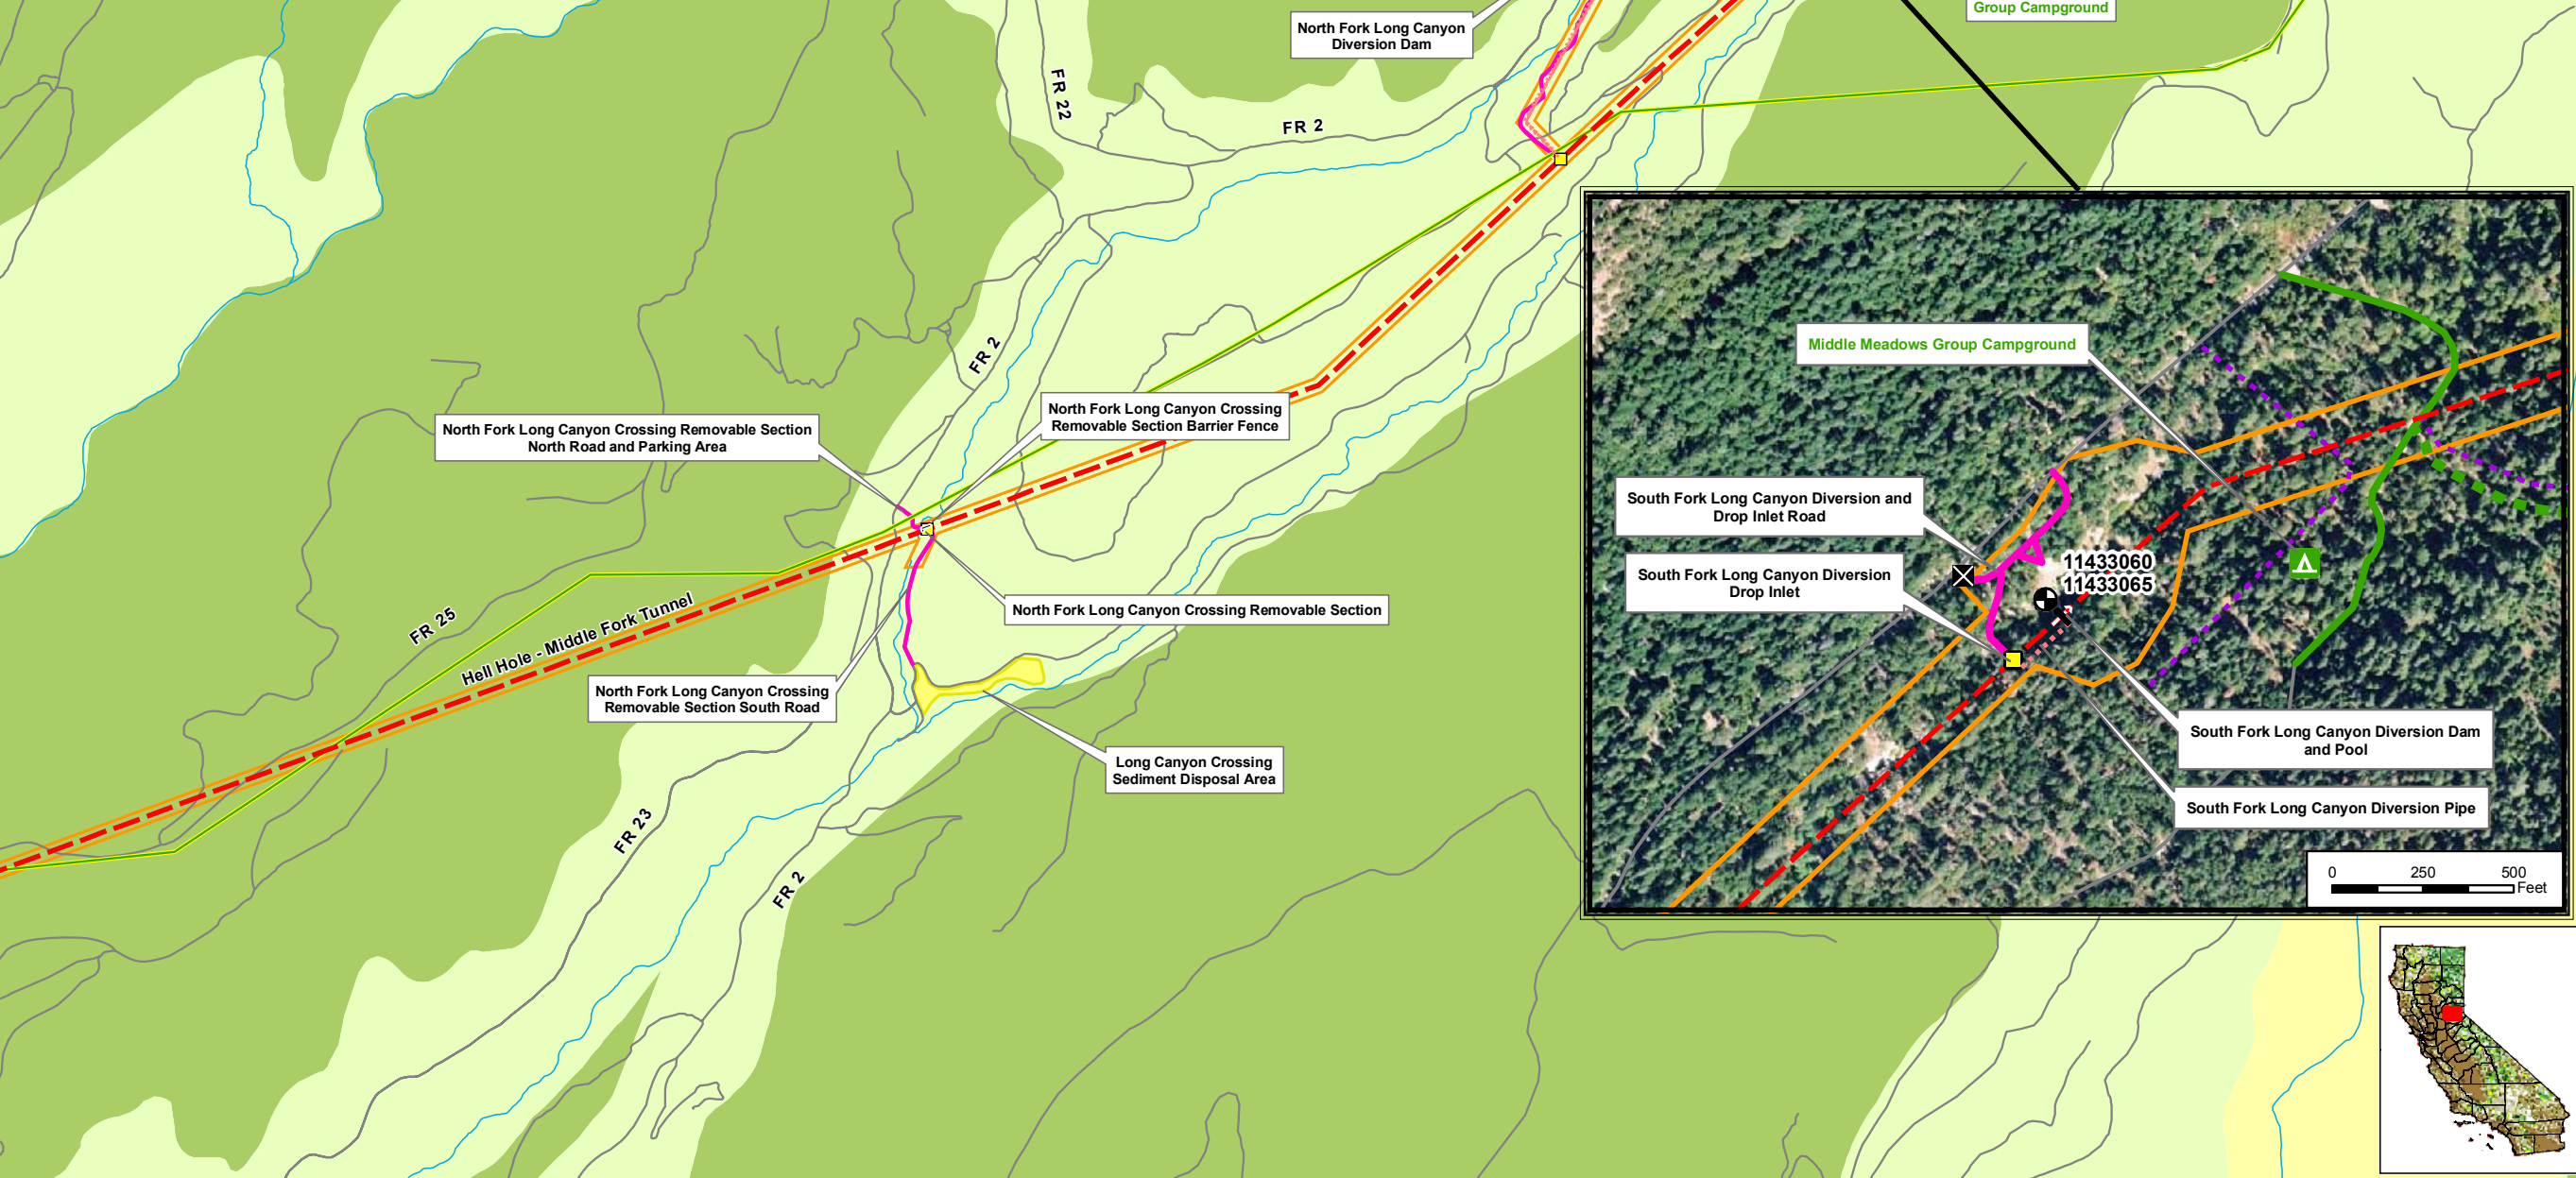 North Fork Long Canyon
Diversion Dam
Group Campground
FR 22
FR 2
FR 2
North Fork Long Canyon Crossing Removable Section
North Road and Parking Area
North Fork Long Canyon Crossing
Removable Section Barrier Fence
North Fork Long Canyon Crossing Removable Section
FR 25
Hell Hole - Middle Fork Tunnel
North Fork Long Canyon Crossing
Removable Section South Road
Long Canyon Crossing
Sediment Disposal Area
FR 23
FR 2
Middle Meadows Group Campground
South Fork Long Canyon Diversion and
Drop Inlet Road
South Fork Long Canyon Diversion
Drop Inlet
11433060
11433065
South Fork Long Canyon Diversion Dam
and Pool
South Fork Long Canyon Diversion Pipe
0 250 500
Feet